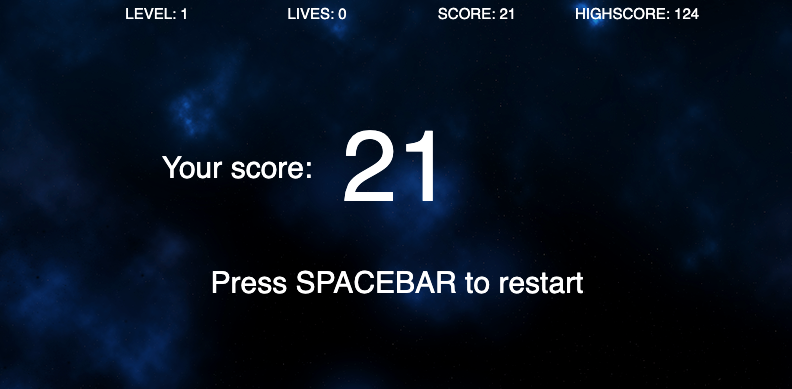 LEVEL: 1 LIVES: 0 SCORE: 21 HIGHSCORE: 124
Your score: 21
Press SPACEBAR to restart